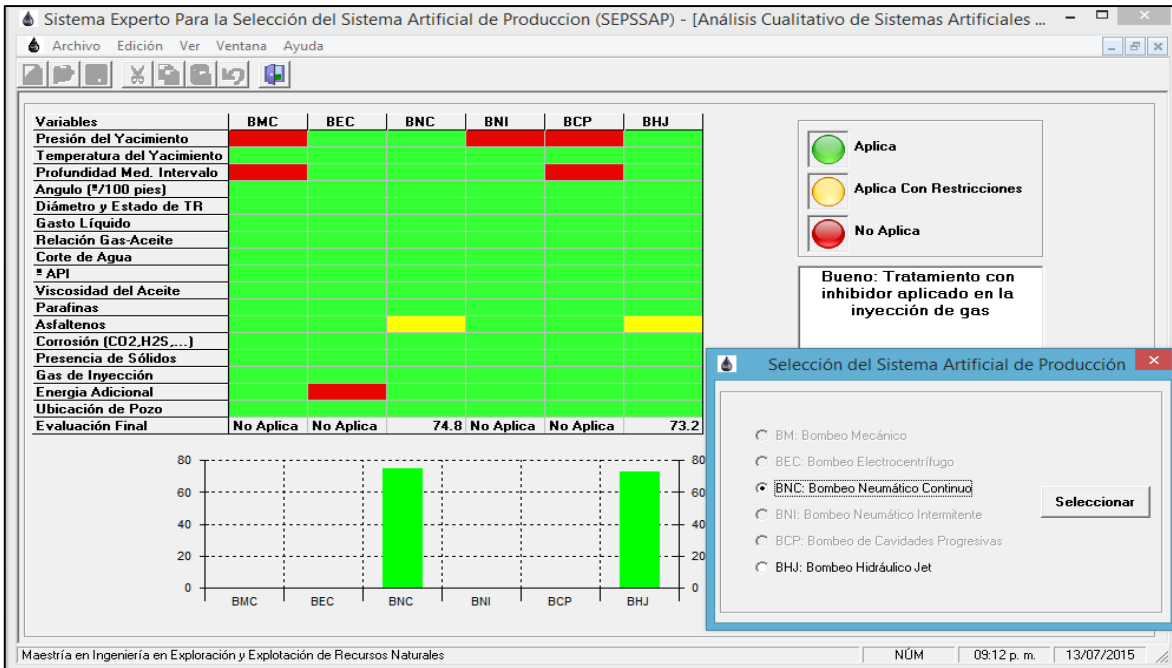 Sistema Experto Para la Selección del Sistema Artificial de Produccion (SEPSSAP) - [Análisis Cualitativo de Sistemas Artificiales ...
Archivo Edición Ver Ventana Ayuda
Variables BMC BEC BNC BNI BCP BHJ
Presión del Yacimiento
Temperatura del Yacimiento
Profundidad Med. Intervalo
Angulo (º/100 pies)
Diámetro y Estado de TR
Gasto Líquido
Relación Gas-Aceite
Corte de Agua
º API
Viscosidad del Aceite
Parafinas
Asfaltenos
Corrosión (CO2,H2S,...)
Presencia de Sólidos
Gas de Inyección
Energia Adicional
Ubicación de Pozo
Evaluación Final No Aplica No Aplica 74.8 No Aplica No Aplica 73.2
Aplica
Aplica Con Restricciones
No Aplica
Bueno: Tratamiento con
inhibidor aplicado en la
inyección de gas
Selección del Sistema Artificial de Producción
BM: Bombeo Mecánico
BEC: Bombeo Electrocentrífugo
BNC: Bombeo Neumático Continuo
BNI: Bombeo Neumático Intermitente
BCP: Bombeo de Cavidades Progresivas
BHJ: Bombeo Hidráulico Jet
Seleccionar
80 80
60 60
40 40
20 20
0 0
BMC BEC BNC BNI BCP BHJ
Maestría en Ingeniería en Exploración y Explotación de Recursos Naturales NÚM 09:12 p. m. 13/07/2015